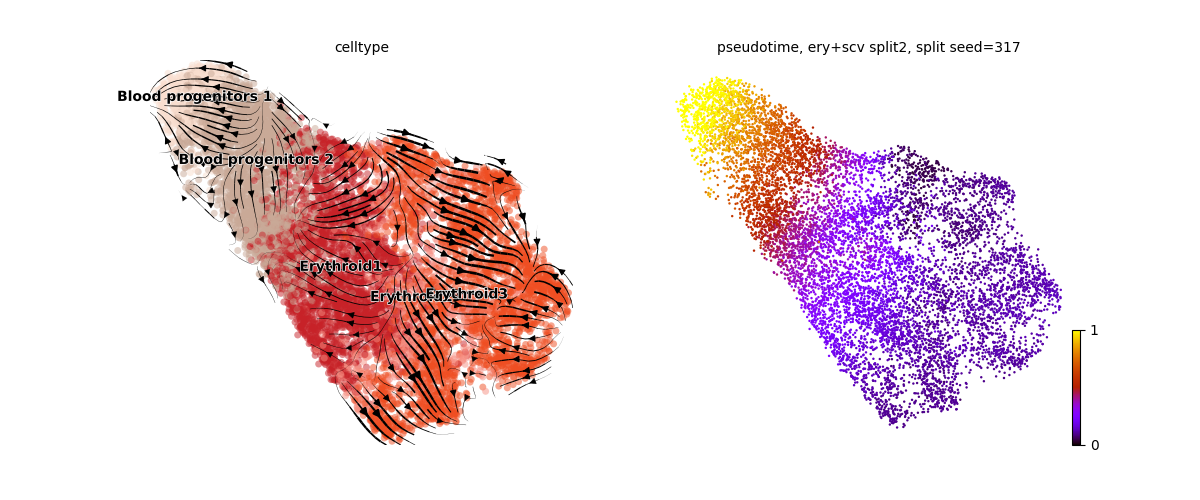 celltype
Blood progenitors 1
Blood progenitors 2
Erythroid1
Erythroid3
pseudotime, ery+scv split2, split seed=317
1
0